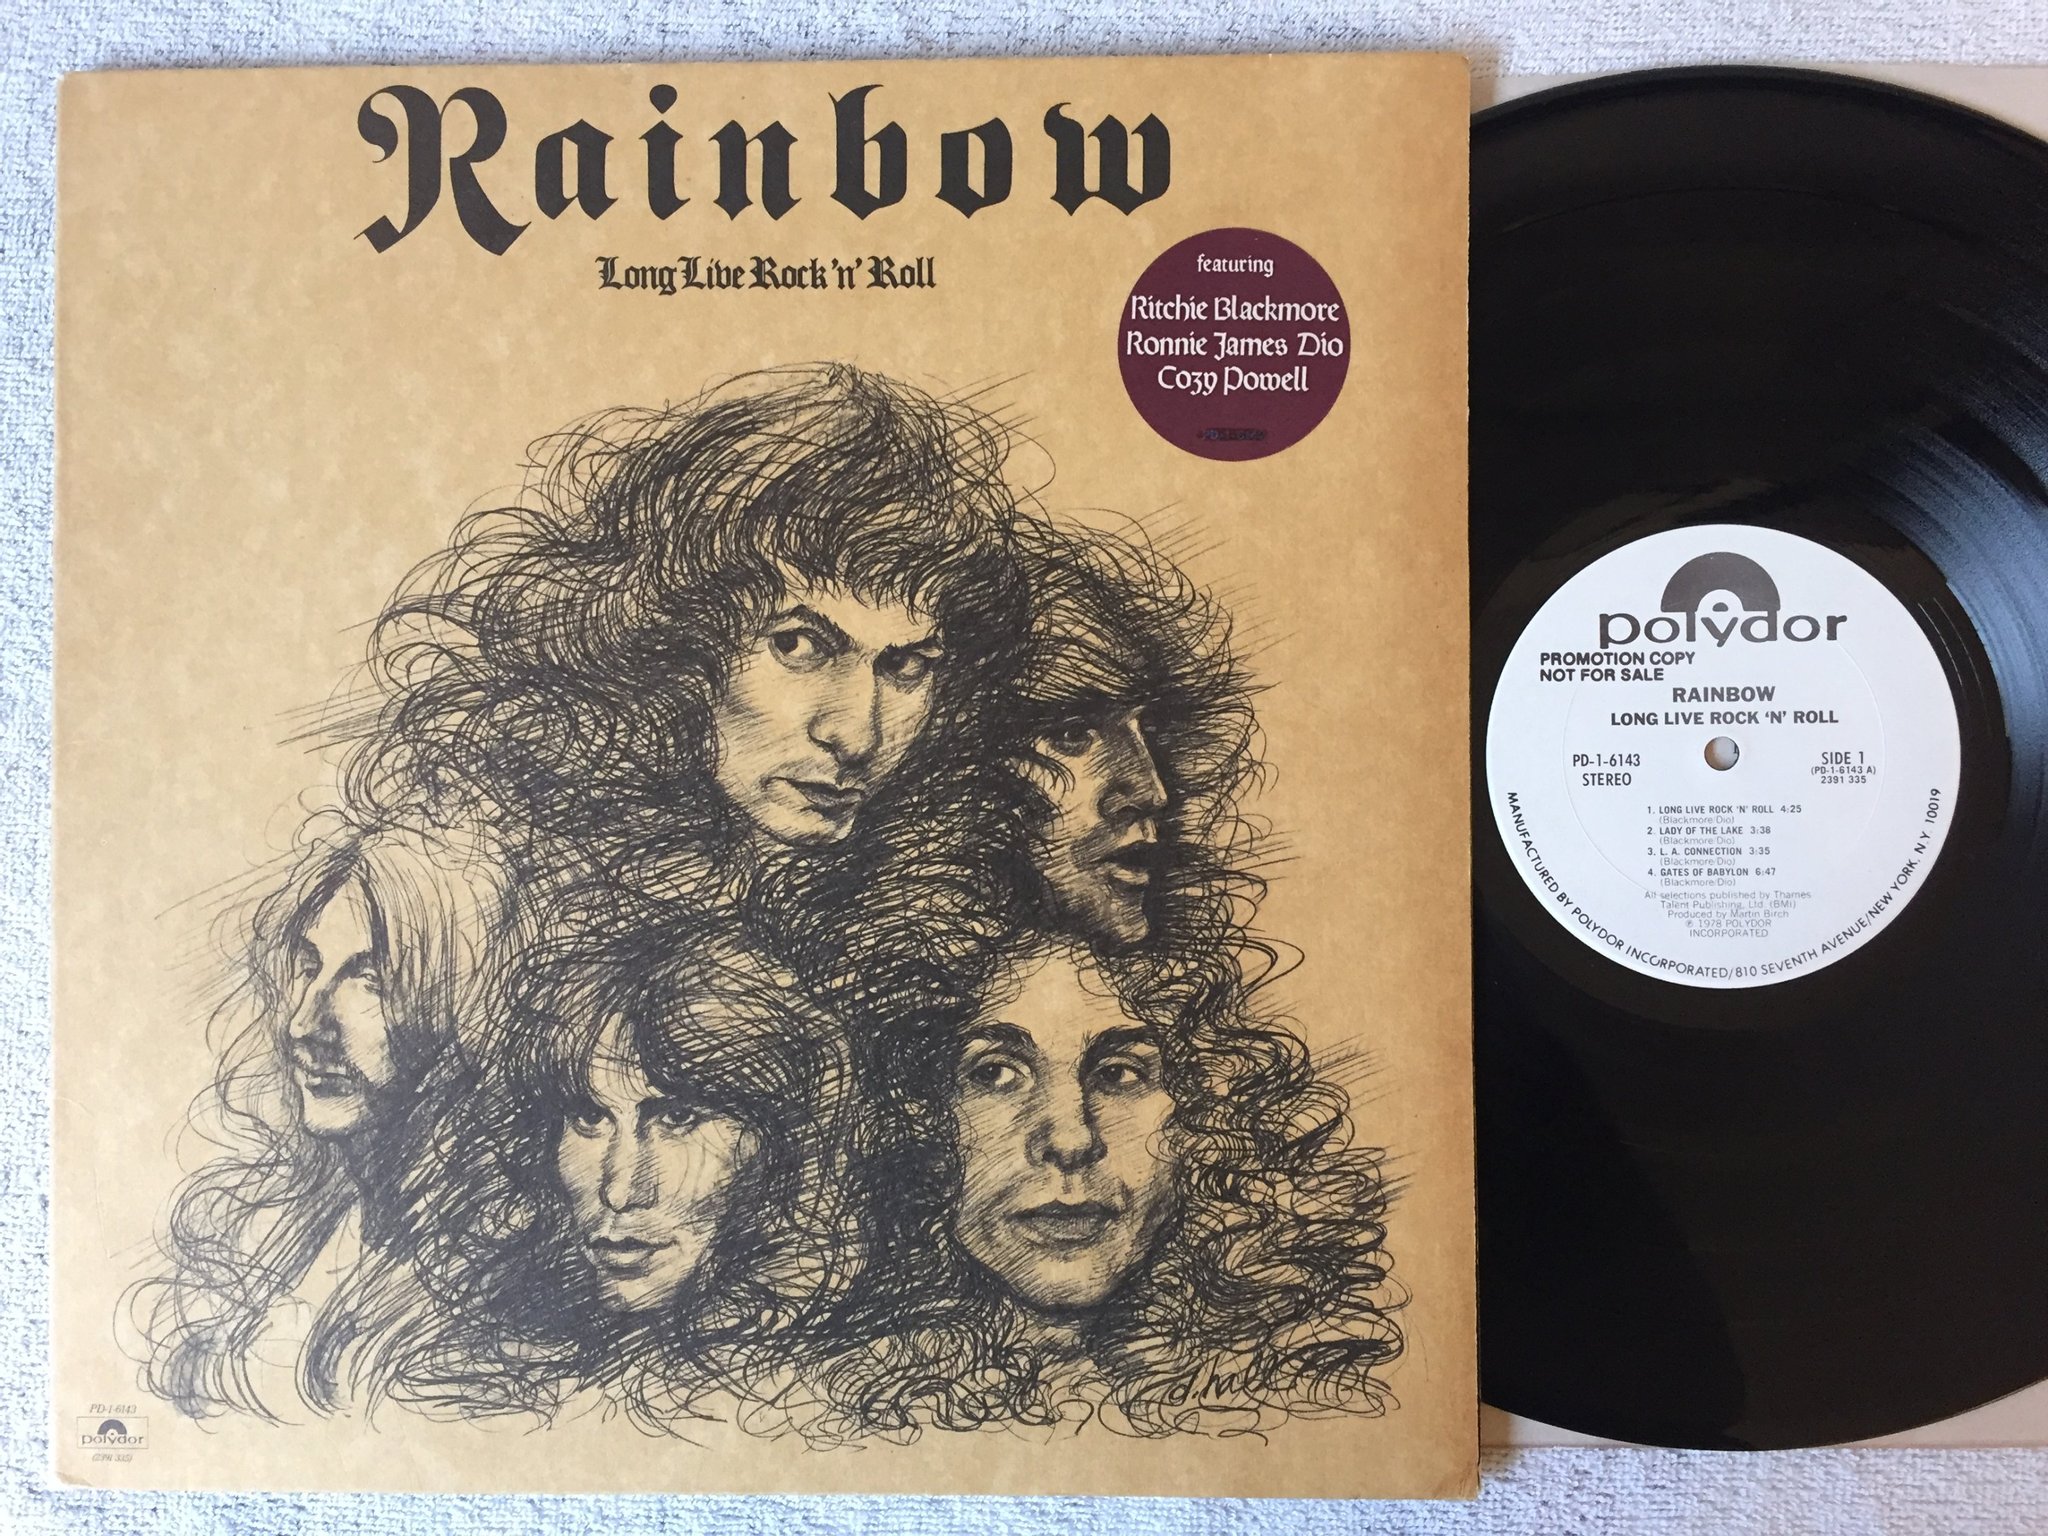 Rainbow
Long Live Rock 'n' Roll
featuring
Ritchie Blackmore
Ronnie James Dio
Cozy Powell
d. hall
PD-1-6143
polydor
(2391 335)
polydor
PROMOTION COPY
NOT FOR SALE
RAINBOW
LONG LIVE ROCK 'N' ROLL
PD-1-6143
STEREO
SIDE 1
(PD-1-6143 A)
2391 335
1. LONG LIVE ROCK 'N' ROLL 4:25
(Blackmore/Dio)
2. LADY OF THE LAKE 3:38
(Blackmore/Dio)
3. L. A. CONNECTION 3:35
(Blackmore/Dio)
4. GATES OF BABYLON 6:47
(Blackmore/Dio)
All selections published by Thames
Talent Publishing, Ltd. (BMI)
Produced by Martin Birch
℗ 1978 POLYDOR
INCORPORATED
MANUFACTURED BY POLYDOR INCORPORATED/810 SEVENTH AVENUE/NEW YORK, N.Y. 10019